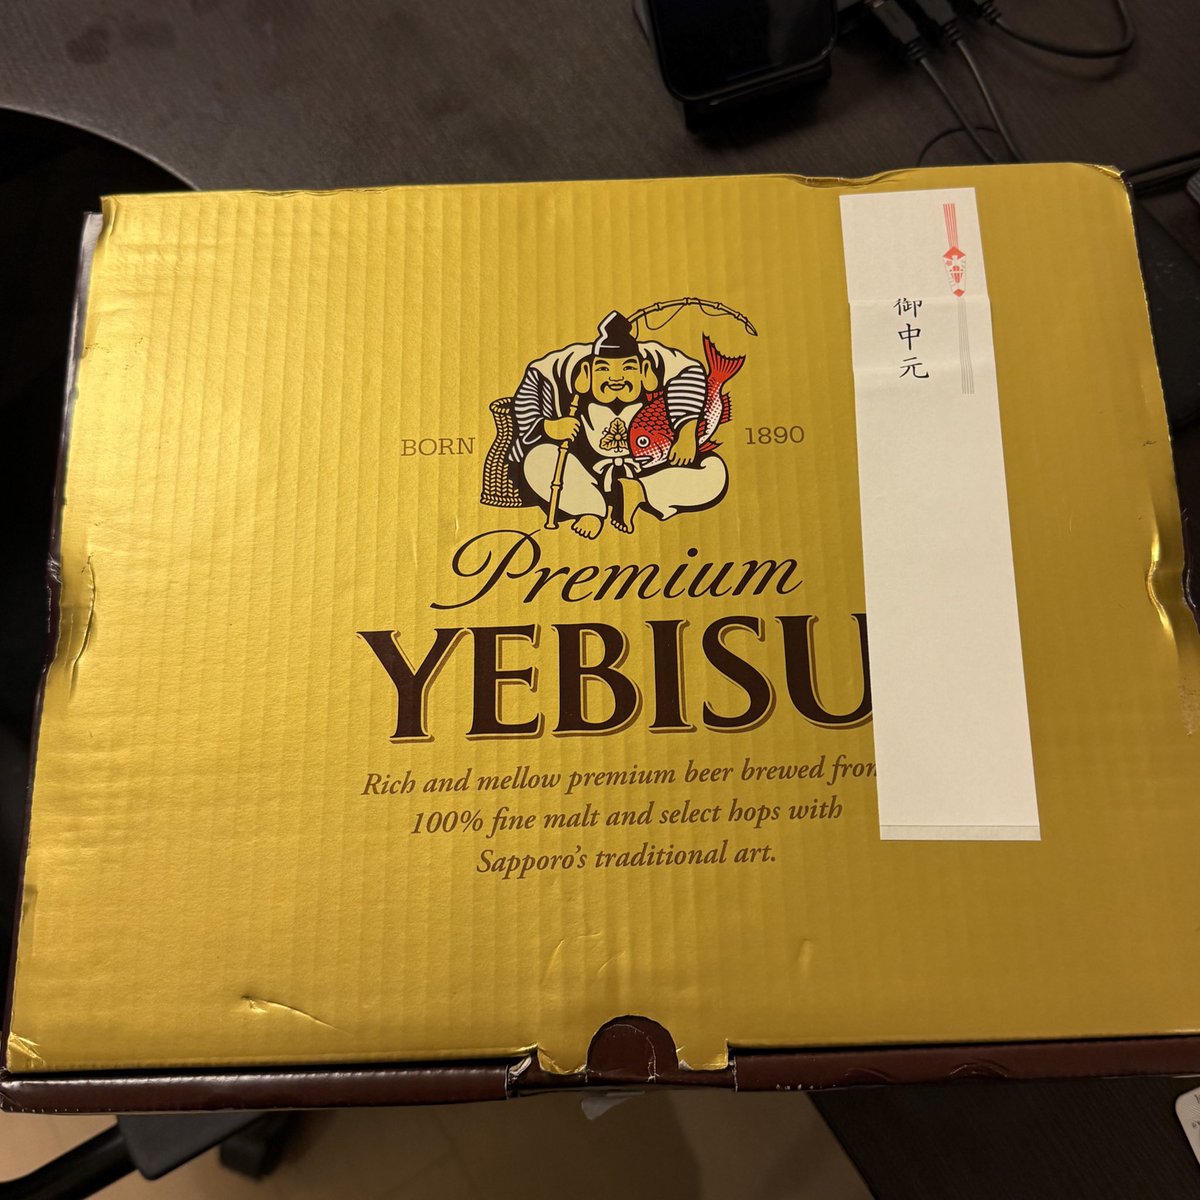 BORN 1890
Premium
YEBISU
Rich and mellow premium beer brewed from
100% fine malt and select hops with
Sapporo's traditional art.
御中元